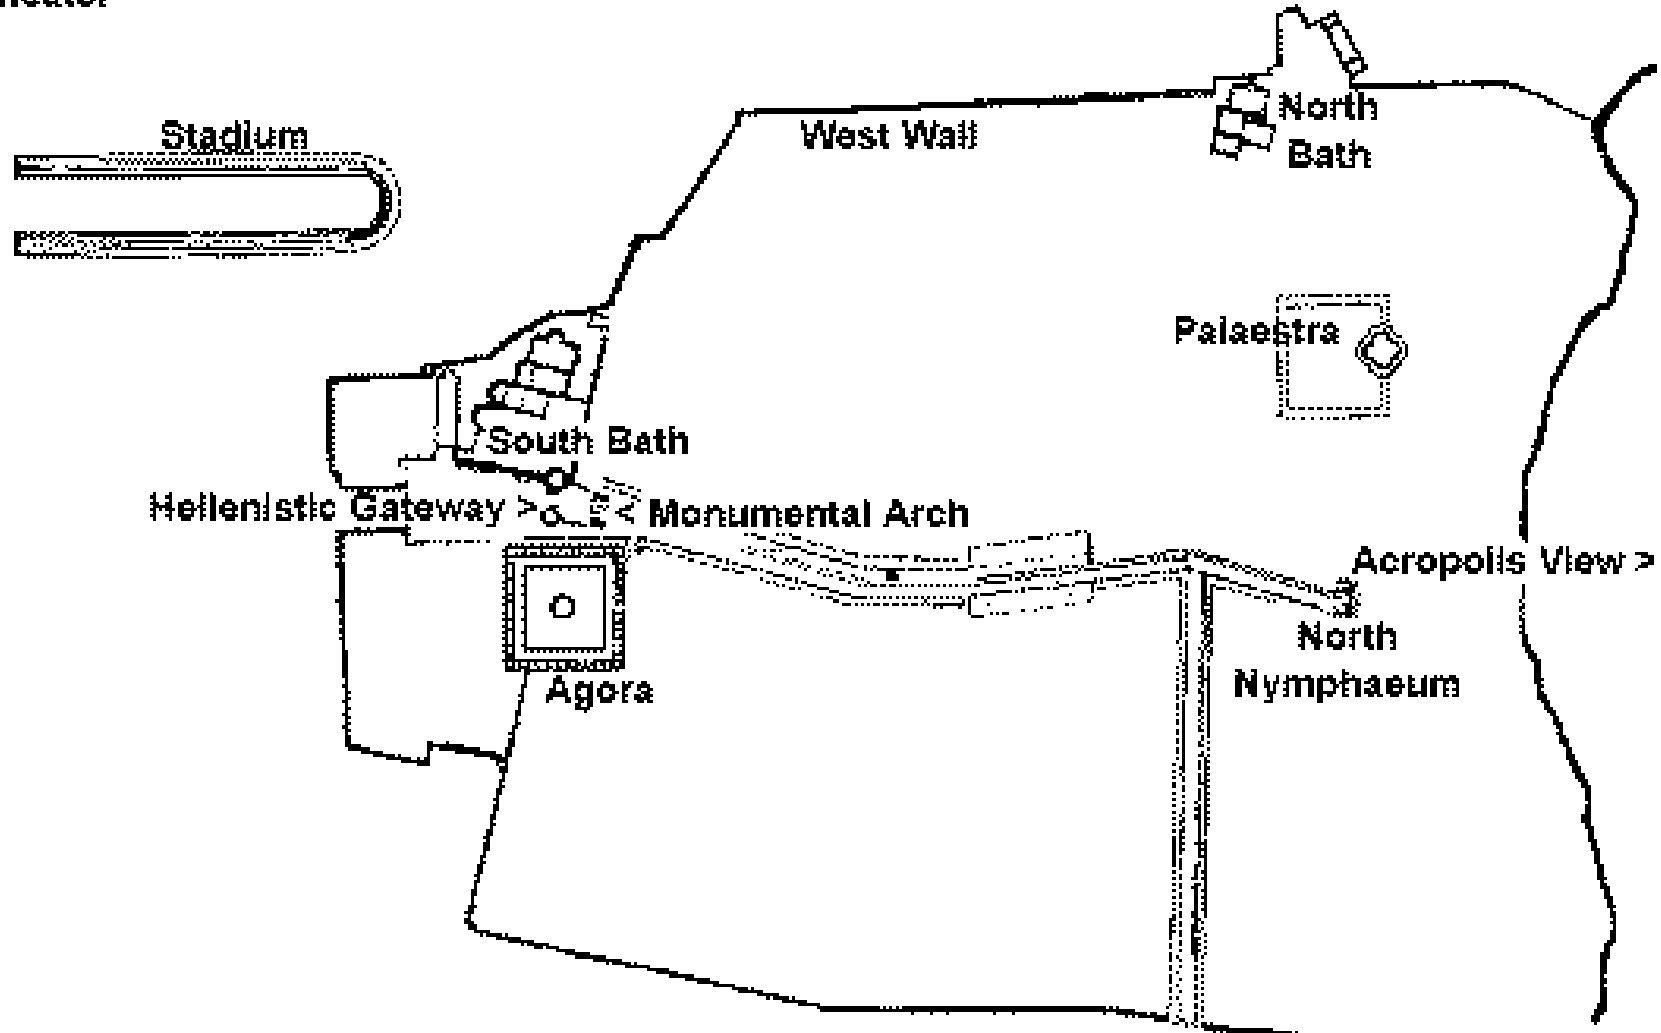 Stadium
West Wall
North
Bath
Palaestra
South Bath
Hellenistic Gateway >
< Monumental Arch
Acropolis View >
North
Nymphaeum
Agora